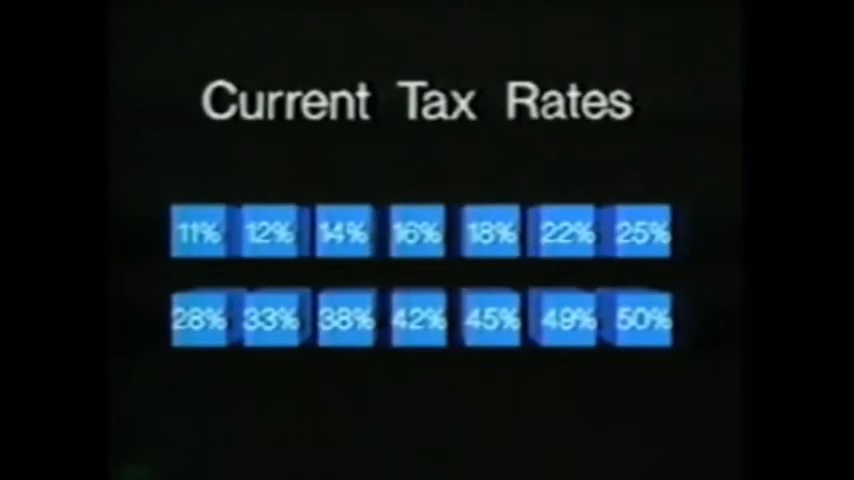 Current Tax Rates
11% 12% 14% 16% 18% 22% 25%
28% 33% 38% 42% 45% 49% 50%